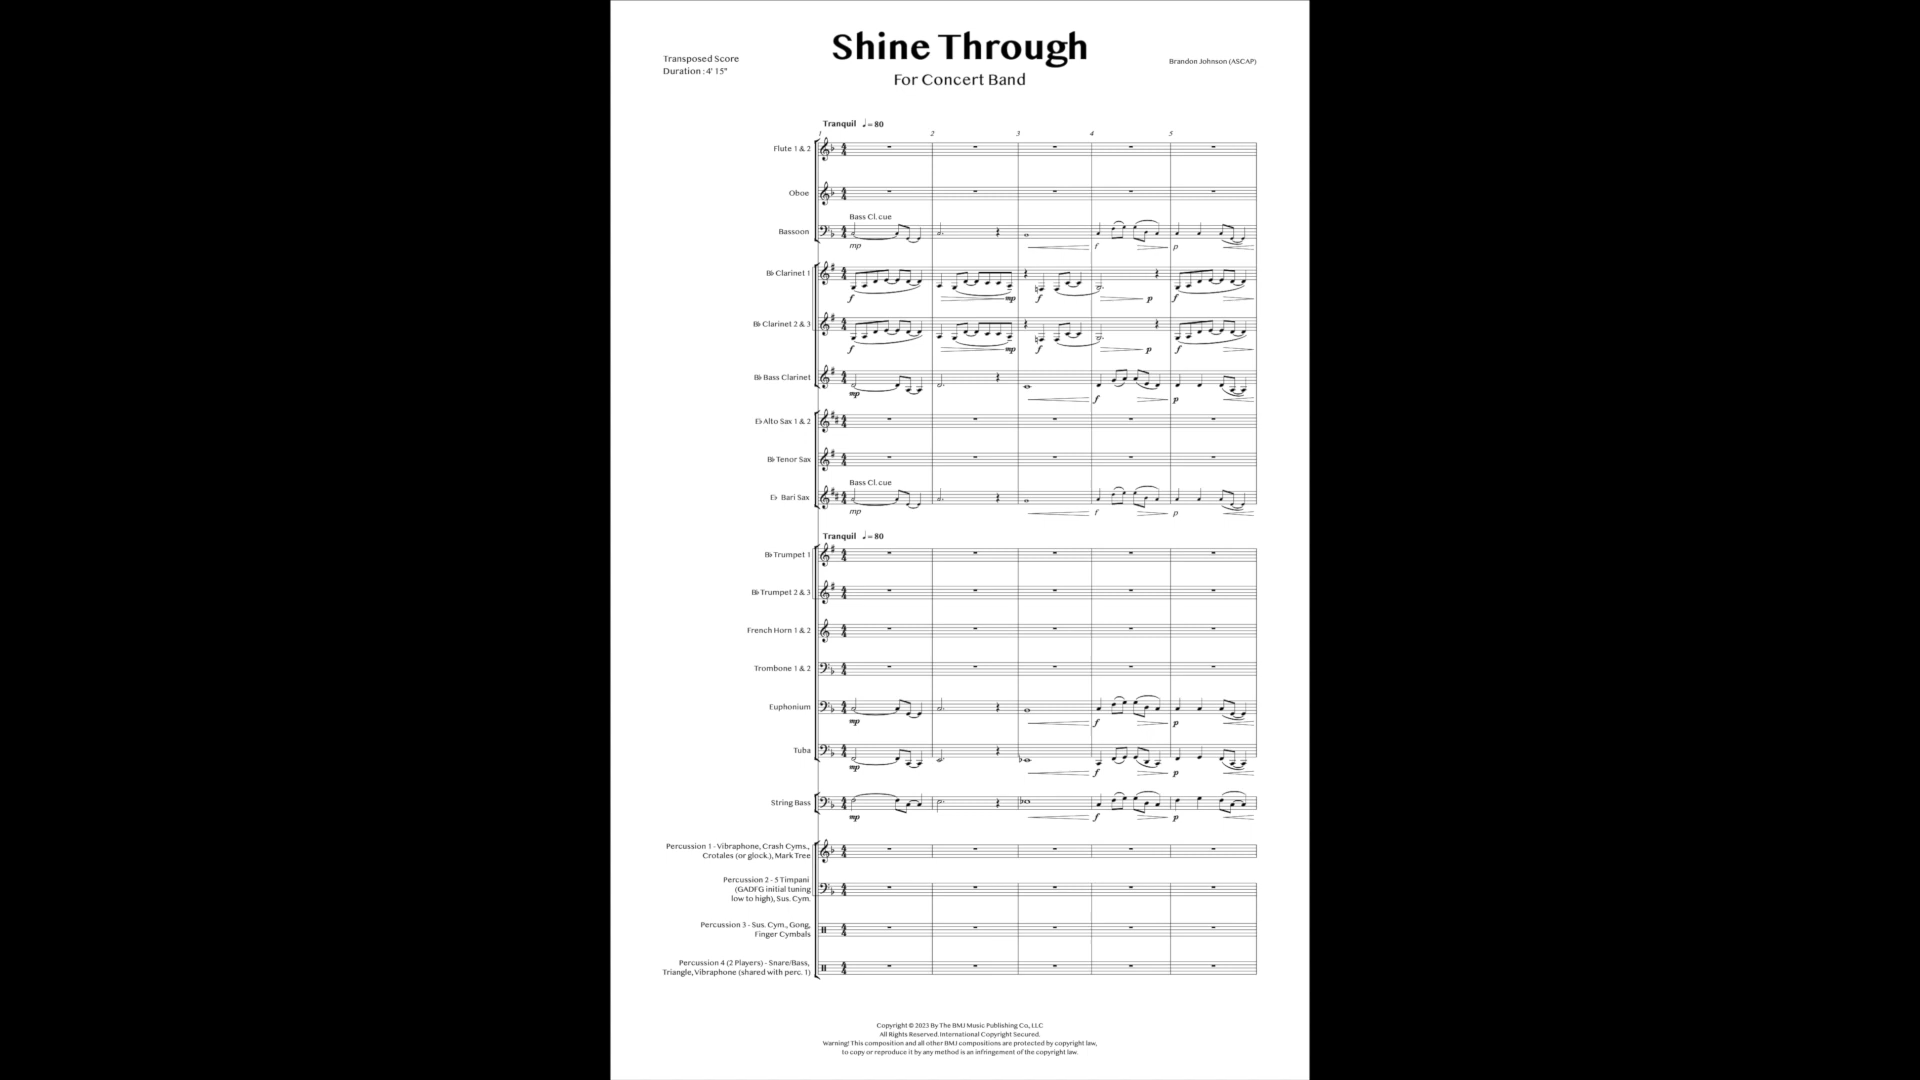 Shine Through
Transposed Score
Duration : 4' 15"
For Concert Band
Brandon Johnson (ASCAP)
Tranquil ♩ = 80
1 2 3 4 5
Flute 1 & 2
Oboe
Bass Cl. cue
Bassoon
mp f p
B♭ Clarinet 1
f mp f p f
B♭ Clarinet 2 & 3
f mp f p f
B♭ Bass Clarinet
mp f p
E♭ Alto Sax 1 & 2
B♭ Tenor Sax
Bass Cl. cue
E♭ Bari Sax
mp f p
Tranquil ♩ = 80
B♭ Trumpet 1
B♭ Trumpet 2 & 3
French Horn 1 & 2
Trombone 1 & 2
Euphonium
mp f p
Tuba
mp f p
String Bass
mp f p
Percussion 1 - Vibraphone, Crash Cyms.,
Crotales (or glock.), Mark Tree
Percussion 2 - 5 Timpani
(GADFG initial tuning
low to high), Sus. Cym.
Percussion 3 - Sus. Cym., Gong,
Finger Cymbals
Percussion 4 (2 Players) - Snare/Bass,
Triangle, Vibraphone (shared with perc. 1)
Copyright © 2023 By The BMJ Music Publishing Co, LLC
All Rights Reserved. International Copyright Secured.
Warning! This composition and all other BMJ compositions are protected by copyright law,
to copy or reproduce it by any method is an infringement of the copyright law.